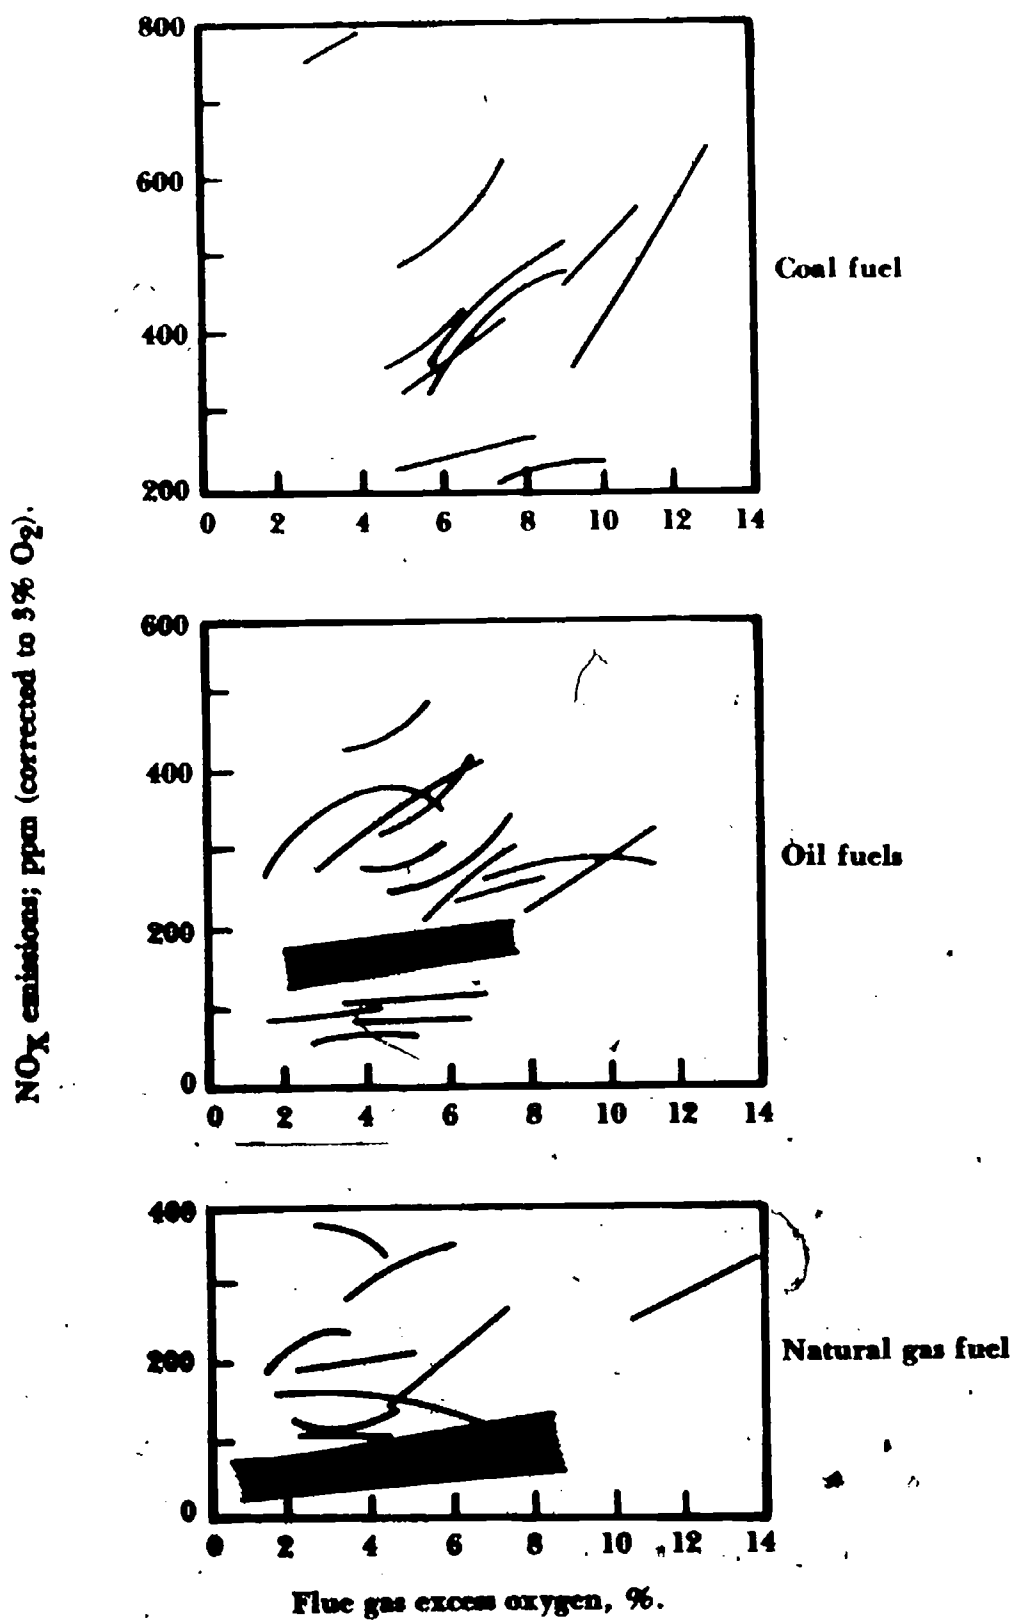 NOX emissions; ppm (corrected to 3% O2).
800
600
400
200
0 2 4 6 8 10 12 14
Coal fuel
600
400
200
0
0 2 4 6 8 10 12 14
Oil fuels
400
200
0
0 2 4 6 8 10 12 14
Natural gas fuel
Flue gas excess oxygen, %.